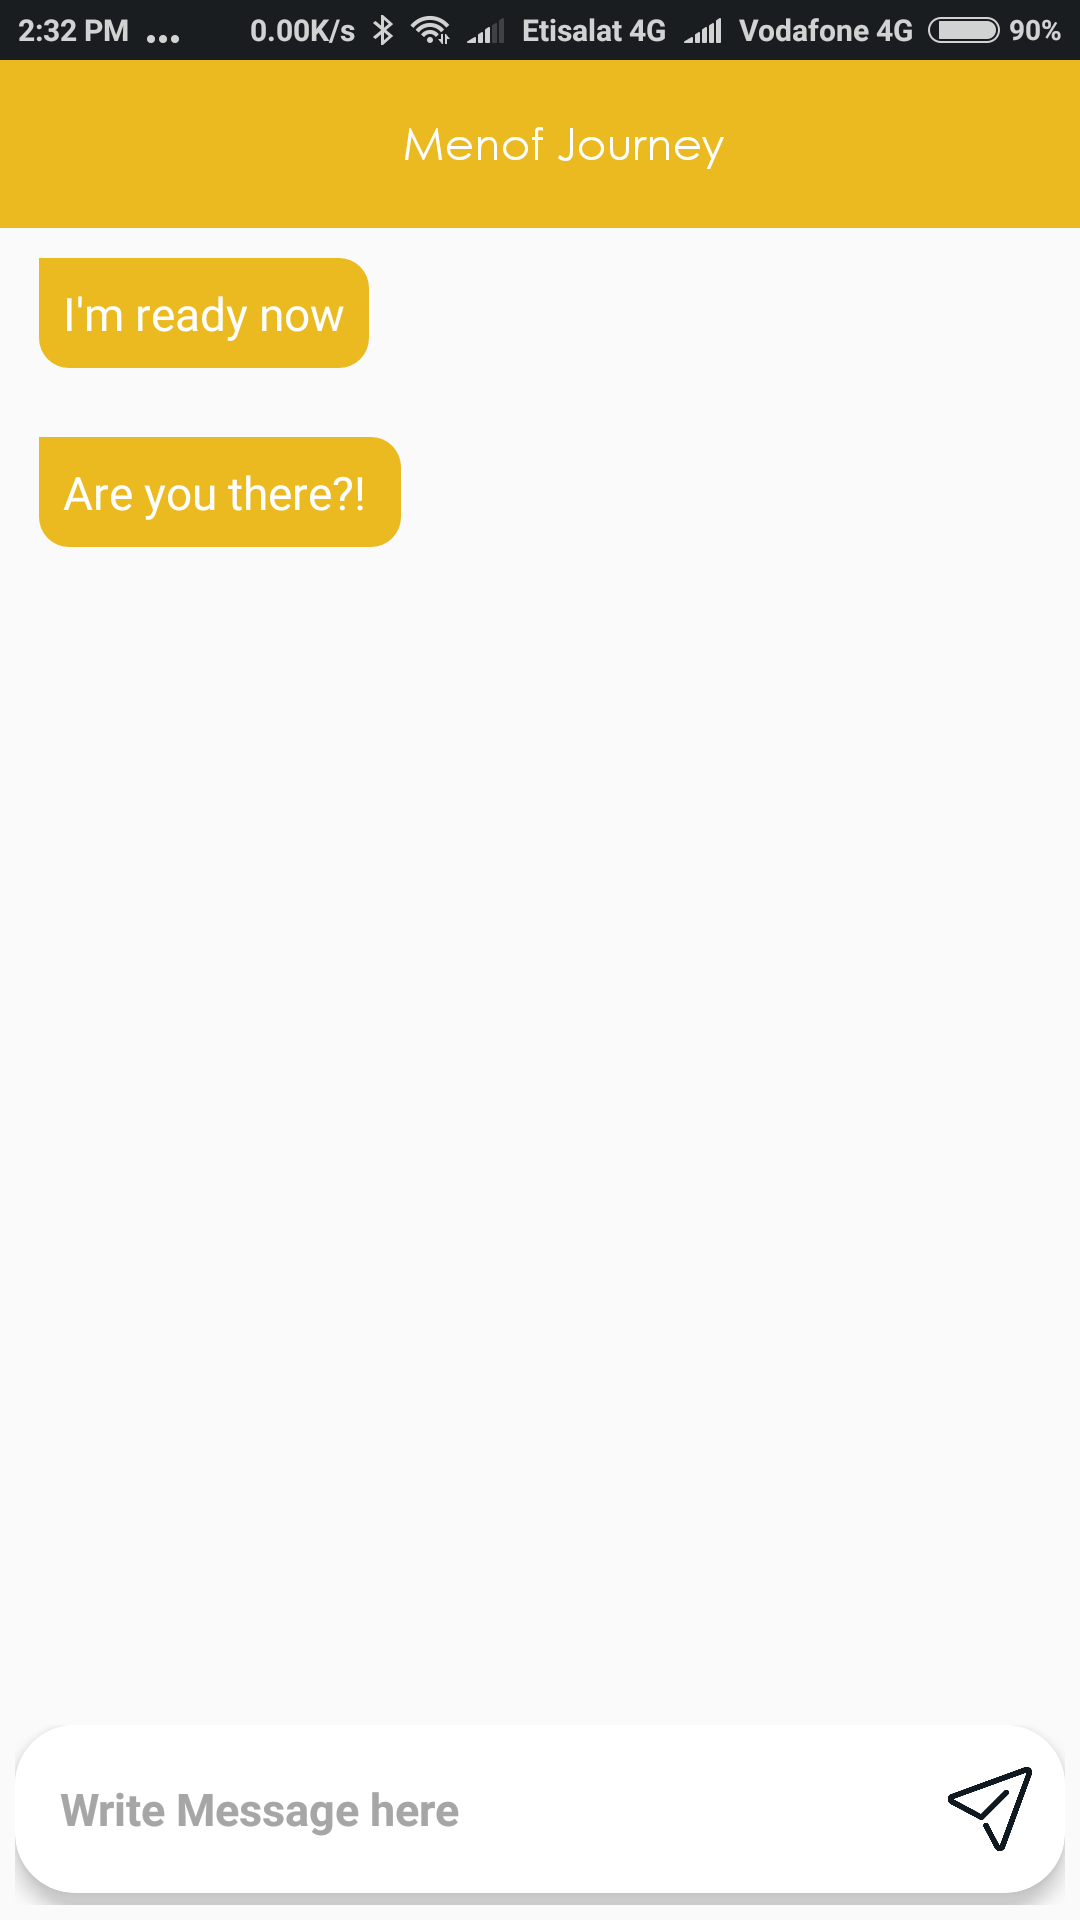 2:32 PM ... 0.00K/s Etisalat 4G Vodafone 4G 90%
Menof Journey
I'm ready now
Are you there?!
Write Message here